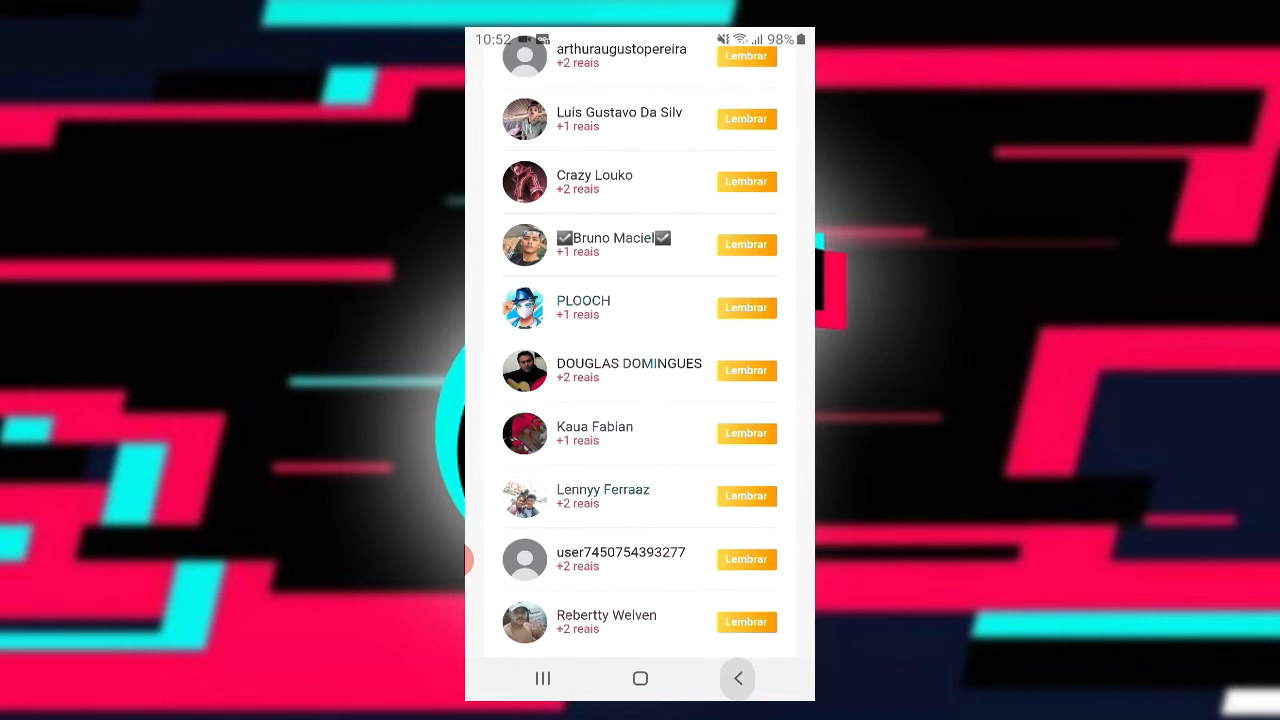 10:52
98%
arthuraugustopereira
+2 reais
Lembrar
Luis Gustavo Da Silv
+1 reais
Lembrar
Crazy Louko
+2 reais
Lembrar
☑Bruno Maciel☑
+1 reais
Lembrar
PLOOCH
+1 reais
Lembrar
DOUGLAS DOMINGUES
+2 reais
Lembrar
Kaua Fabian
+1 reais
Lembrar
Lennyy Ferraaz
+2 reais
Lembrar
user7450754393277
+2 reais
Lembrar
Rebertty Welven
+2 reais
Lembrar